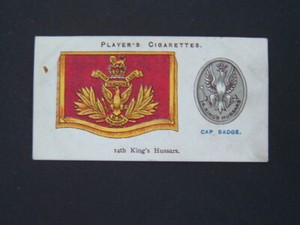 PLAYER'S CIGARETTES.
CAP BADGE.
14th King's Hussars.